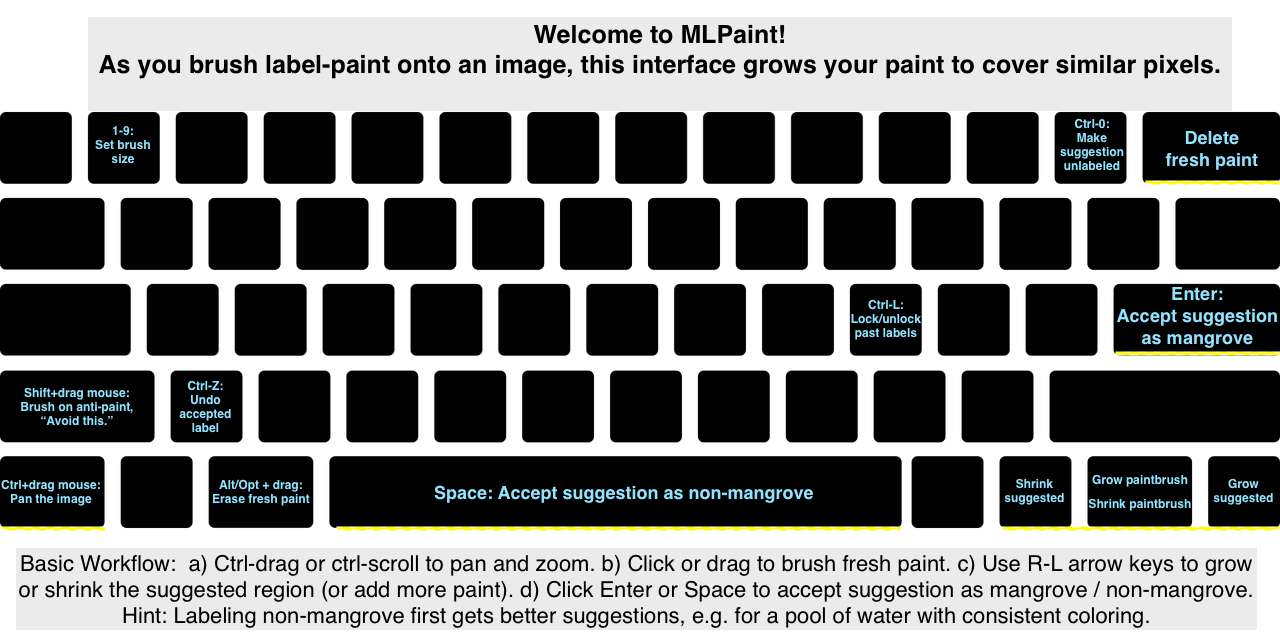 Welcome to MLPaint!
As you brush label-paint onto an image, this interface grows your paint to cover similar pixels.
1-9:
Set brush
size
Ctrl-0:
Make
suggestion
unlabeled
Delete
fresh paint
Ctrl-L:
Lock/unlock
past labels
Enter:
Accept suggestion
as mangrove
Shift+drag mouse:
Brush on anti-paint,
“Avoid this.”
Ctrl-Z:
Undo
accepted
label
Ctrl+drag mouse:
Pan the image
Alt/Opt + drag:
Erase fresh paint
Space: Accept suggestion as non-mangrove
Shrink
suggested
Grow paintbrush
Shrink paintbrush
Grow
suggested
Basic Workflow:  a) Ctrl-drag or ctrl-scroll to pan and zoom. b) Click or drag to brush fresh paint. c) Use R-L arrow keys to grow
or shrink the suggested region (or add more paint). d) Click Enter or Space to accept suggestion as mangrove / non-mangrove.
Hint: Labeling non-mangrove first gets better suggestions, e.g. for a pool of water with consistent coloring.